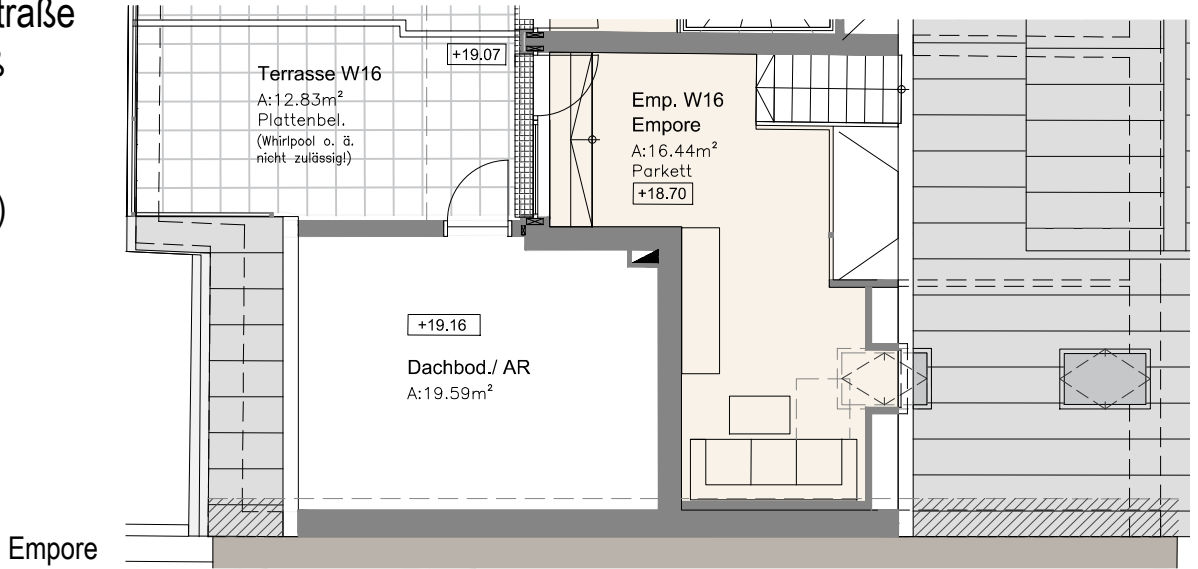 traße
+19.07
Terrasse W16
A:12.83m²
Plattenbel.
(Whirlpool o. ä.
nicht zulässig!)
Emp. W16
Empore
A:16.44m²
Parkett
+18.70
)
+19.16
Dachbod./ AR
A:19.59m²
Empore